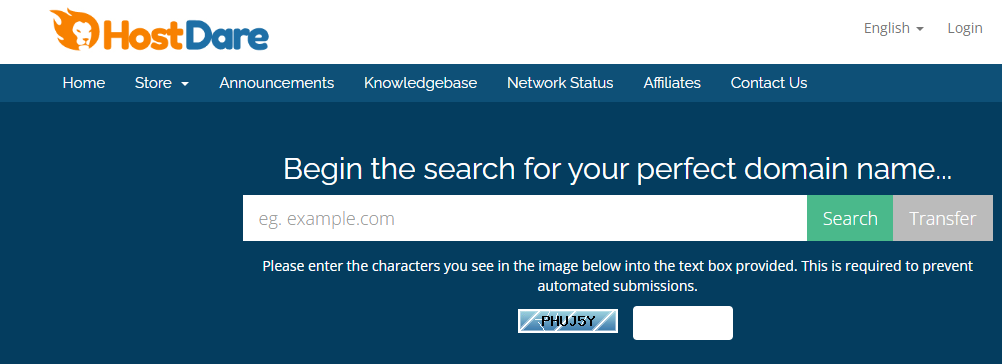 HostDare
English Login
Home Store Announcements Knowledgebase Network Status Affiliates Contact Us
Begin the search for your perfect domain name...
eg. example.com Search Transfer
Please enter the characters you see in the image below into the text box provided. This is required to prevent
automated submissions.
PHUJ5Y